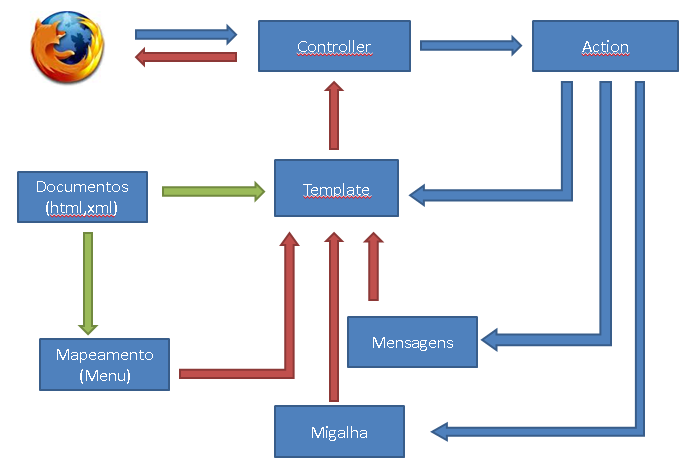 Controller
Action
Documentos
(html,xml)
Template
Mapeamento
(Menu)
Mensagens
Migalha